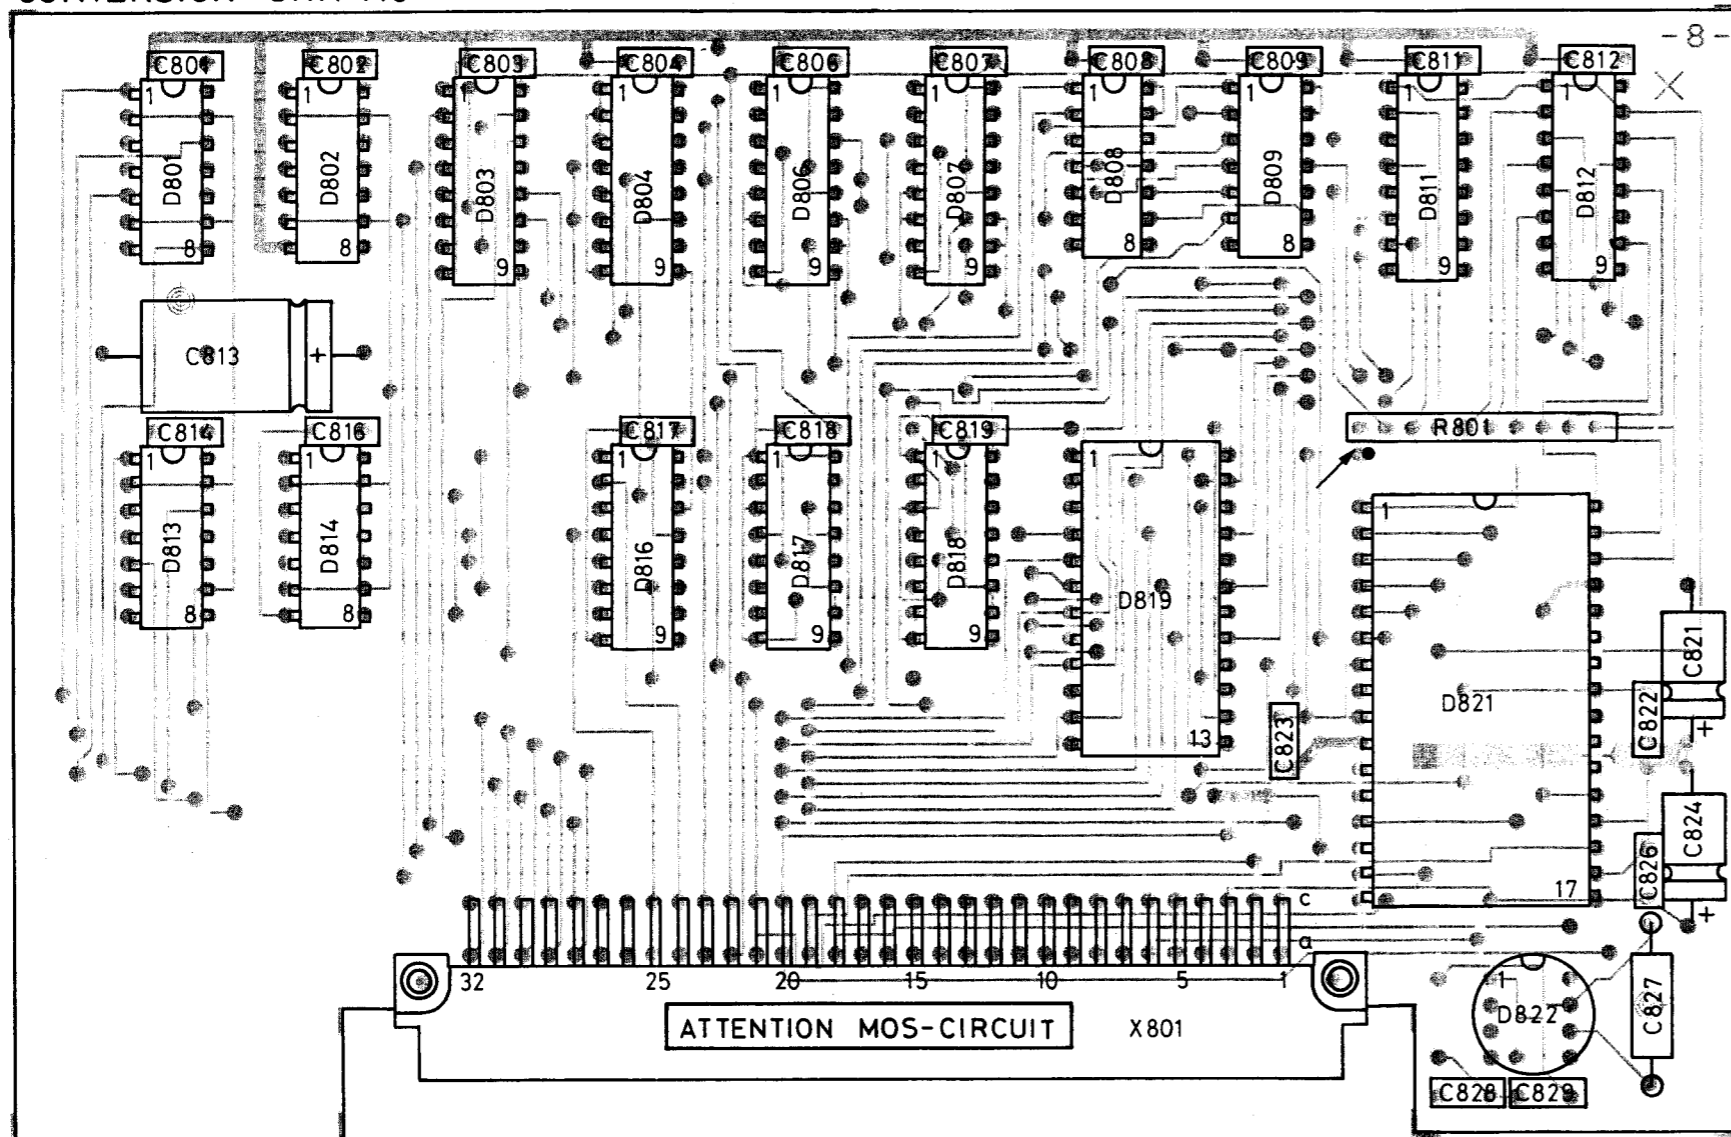 -8-
C801 C802 C803 C804 C806 C807 C808 C809 C811 C812
1 1 1 1 1 1 1 1 1 1
D801 D802 D803 D804 D806 D807 D808 D809 D811 D812
8 8 9 9 9 9 8 8 9 9
C813 +
C814 C816 C817 C818 C819 R801
1 1 1 1 1 1
D813 D814 D816 D817 D818 D819
8 8 9 9 9 13
1
D821
17
C821
C822
+
C823
C824
C826
+
c
a
32 25 20 15 10 5 1
ATTENTION MOS-CIRCUIT X801
1
D822
C827
C828 C829